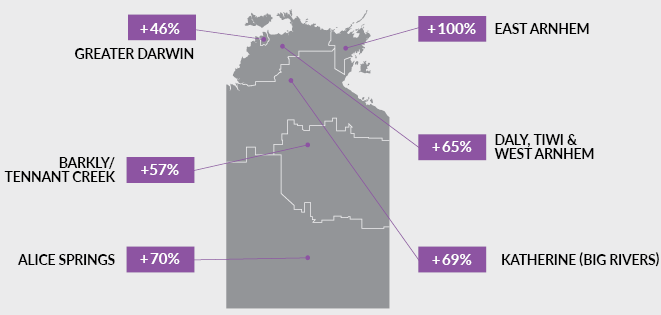 +46%
GREATER DARWIN
+100%
EAST ARNHEM
+65%
DALY, TIWI &
WEST ARNHEM
BARKLY/
TENNANT CREEK
+57%
ALICE SPRINGS
+70%
+69%
KATHERINE (BIG RIVERS)